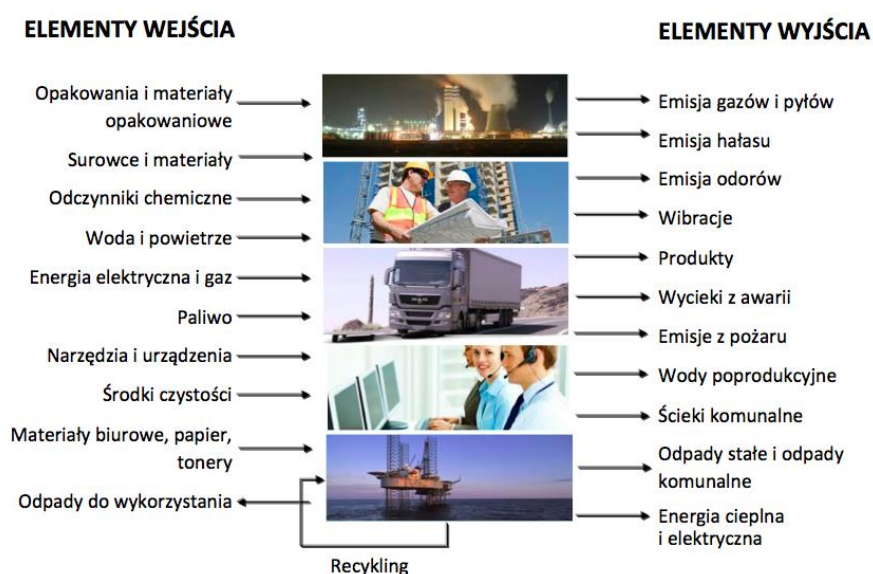 ELEMENTY WEJŚCIA
Opakowania i materiały
opakowaniowe
Surowce i materiały
Odczynniki chemiczne
Woda i powietrze
Energia elektryczna i gaz
Paliwo
Narzędzia i urządzenia
Środki czystości
Materiały biurowe, papier,
tonery
Odpady do wykorzystania
Recykling
ELEMENTY WYJŚCIA
Emisja gazów i pyłów
Emisja hałasu
Emisja odorów
Wibracje
Produkty
Wycieki z awarii
Emisje z pożaru
Wody poprodukcyjne
Ścieki komunalne
Odpady stałe i odpady
komunalne
Energia cieplna
i elektryczna